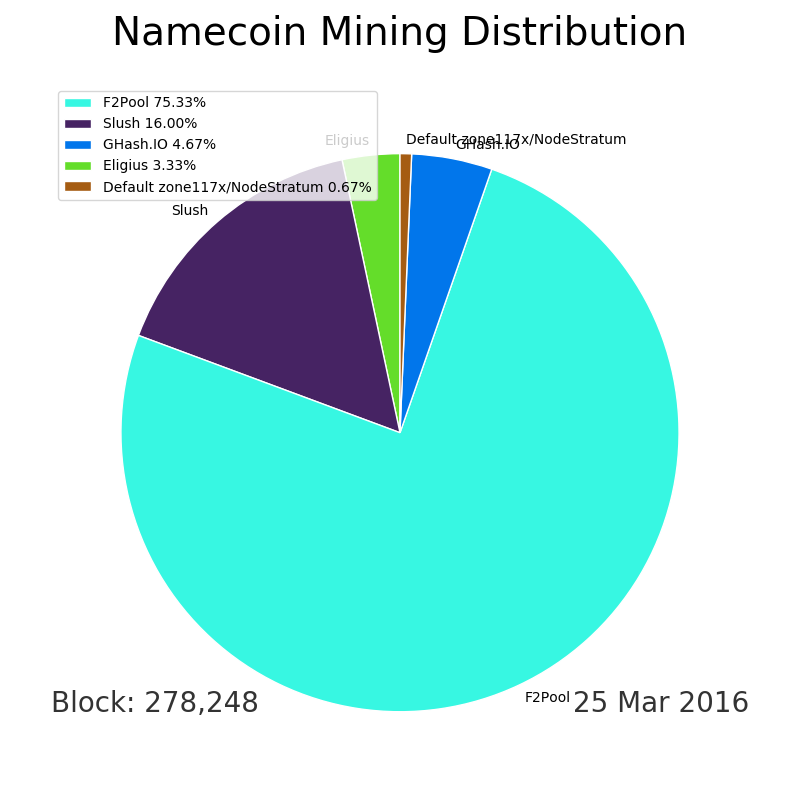 Namecoin Mining Distribution
F2Pool 75.33%
Slush 16.00%
GHash.IO 4.67%
Eligius 3.33%
Default zone117x/NodeStratum 0.67%
Eligius
Default zone117x/NodeStratum
GHash.IO
Slush
F2Pool
Block: 278,248
25 Mar 2016